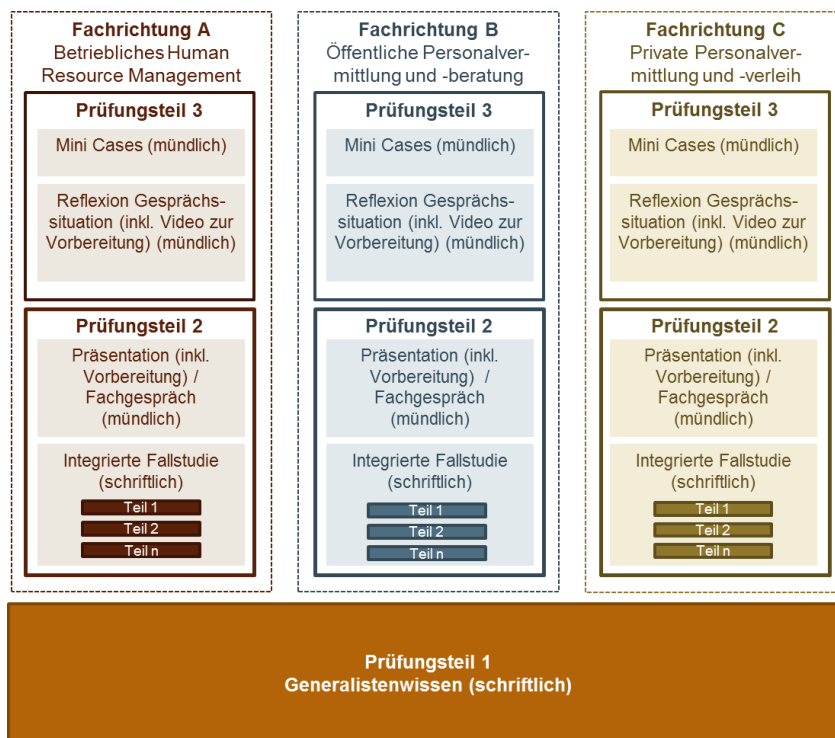 Fachrichtung A
Betriebliches Human
Resource Management
Prüfungsteil 3
Mini Cases (mündlich)
Reflexion Gesprächs-
situation (inkl. Video zur
Vorbereitung) (mündlich)
Prüfungsteil 2
Präsentation (inkl.
Vorbereitung) /
Fachgespräch
(mündlich)
Integrierte Fallstudie
(schriftlich)
Teil 1
Teil 2
Teil n
Fachrichtung B
Öffentliche Personalver-
mittlung und -beratung
Prüfungsteil 3
Mini Cases (mündlich)
Reflexion Gesprächs-
situation (inkl. Video zur
Vorbereitung) (mündlich)
Prüfungsteil 2
Präsentation (inkl.
Vorbereitung) /
Fachgespräch
(mündlich)
Integrierte Fallstudie
(schriftlich)
Teil 1
Teil 2
Teil n
Fachrichtung C
Private Personalver-
mittlung und -verleih
Prüfungsteil 3
Mini Cases (mündlich)
Reflexion Gesprächs-
situation (inkl. Video zur
Vorbereitung) (mündlich)
Prüfungsteil 2
Präsentation (inkl.
Vorbereitung) /
Fachgespräch
(mündlich)
Integrierte Fallstudie
(schriftlich)
Teil 1
Teil 2
Teil n
Prüfungsteil 1
Generalistenwissen (schriftlich)